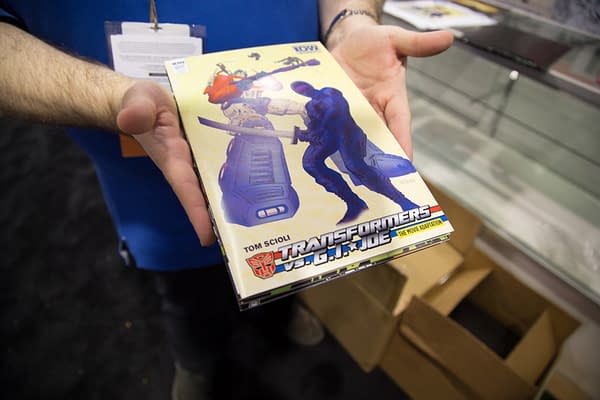 IDW
TOM SCIOLI
TRANSFORMERS
VS. G.I. JOE
THE MOVIE ADAPTATION